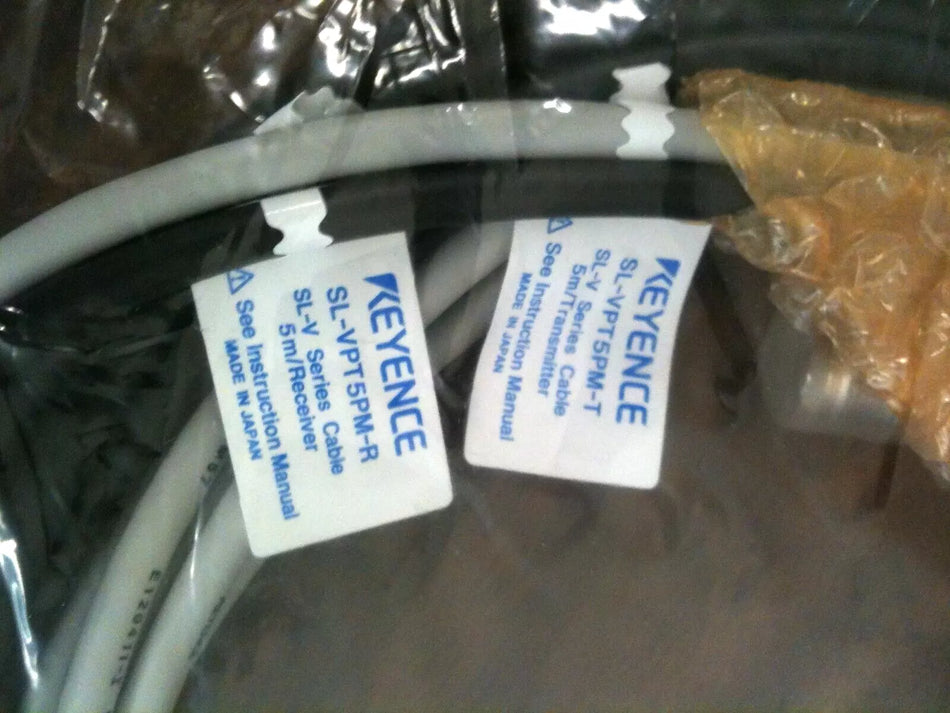 KEYENCE
SL-VPT5PM-R
SL-V Series Cable
5m/Receiver
See Instruction Manual
MADE IN JAPAN
KEYENCE
SL-VPT5PM-T
SL-V Series Cable
5m/Transmitter
See Instruction Manual
MADE IN JAPAN